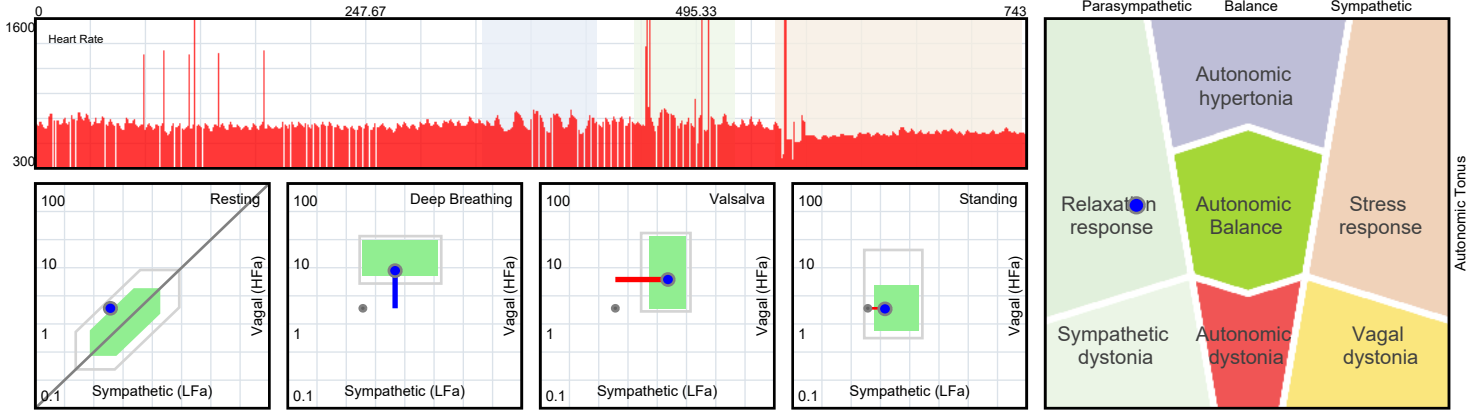 0 247.67 495.33 743
1600
Heart Rate
300
Parasympathetic Balance Sympathetic
Autonomic
hypertonia
Relaxation
response
Autonomic
Balance
Stress
response
Sympathetic
dystonia
Autonomic
dystonia
Vagal
dystonia
Autonomic Tonus
100 Resting
10
1
0.1
Sympathetic (LFa)
Vagal (HFa)
100 Deep Breathing
10
1
0.1
Sympathetic (LFa)
Vagal (HFa)
100 Valsalva
10
1
0.1
Sympathetic (LFa)
Vagal (HFa)
100 Standing
10
1
0.1
Sympathetic (LFa)
Vagal (HFa)